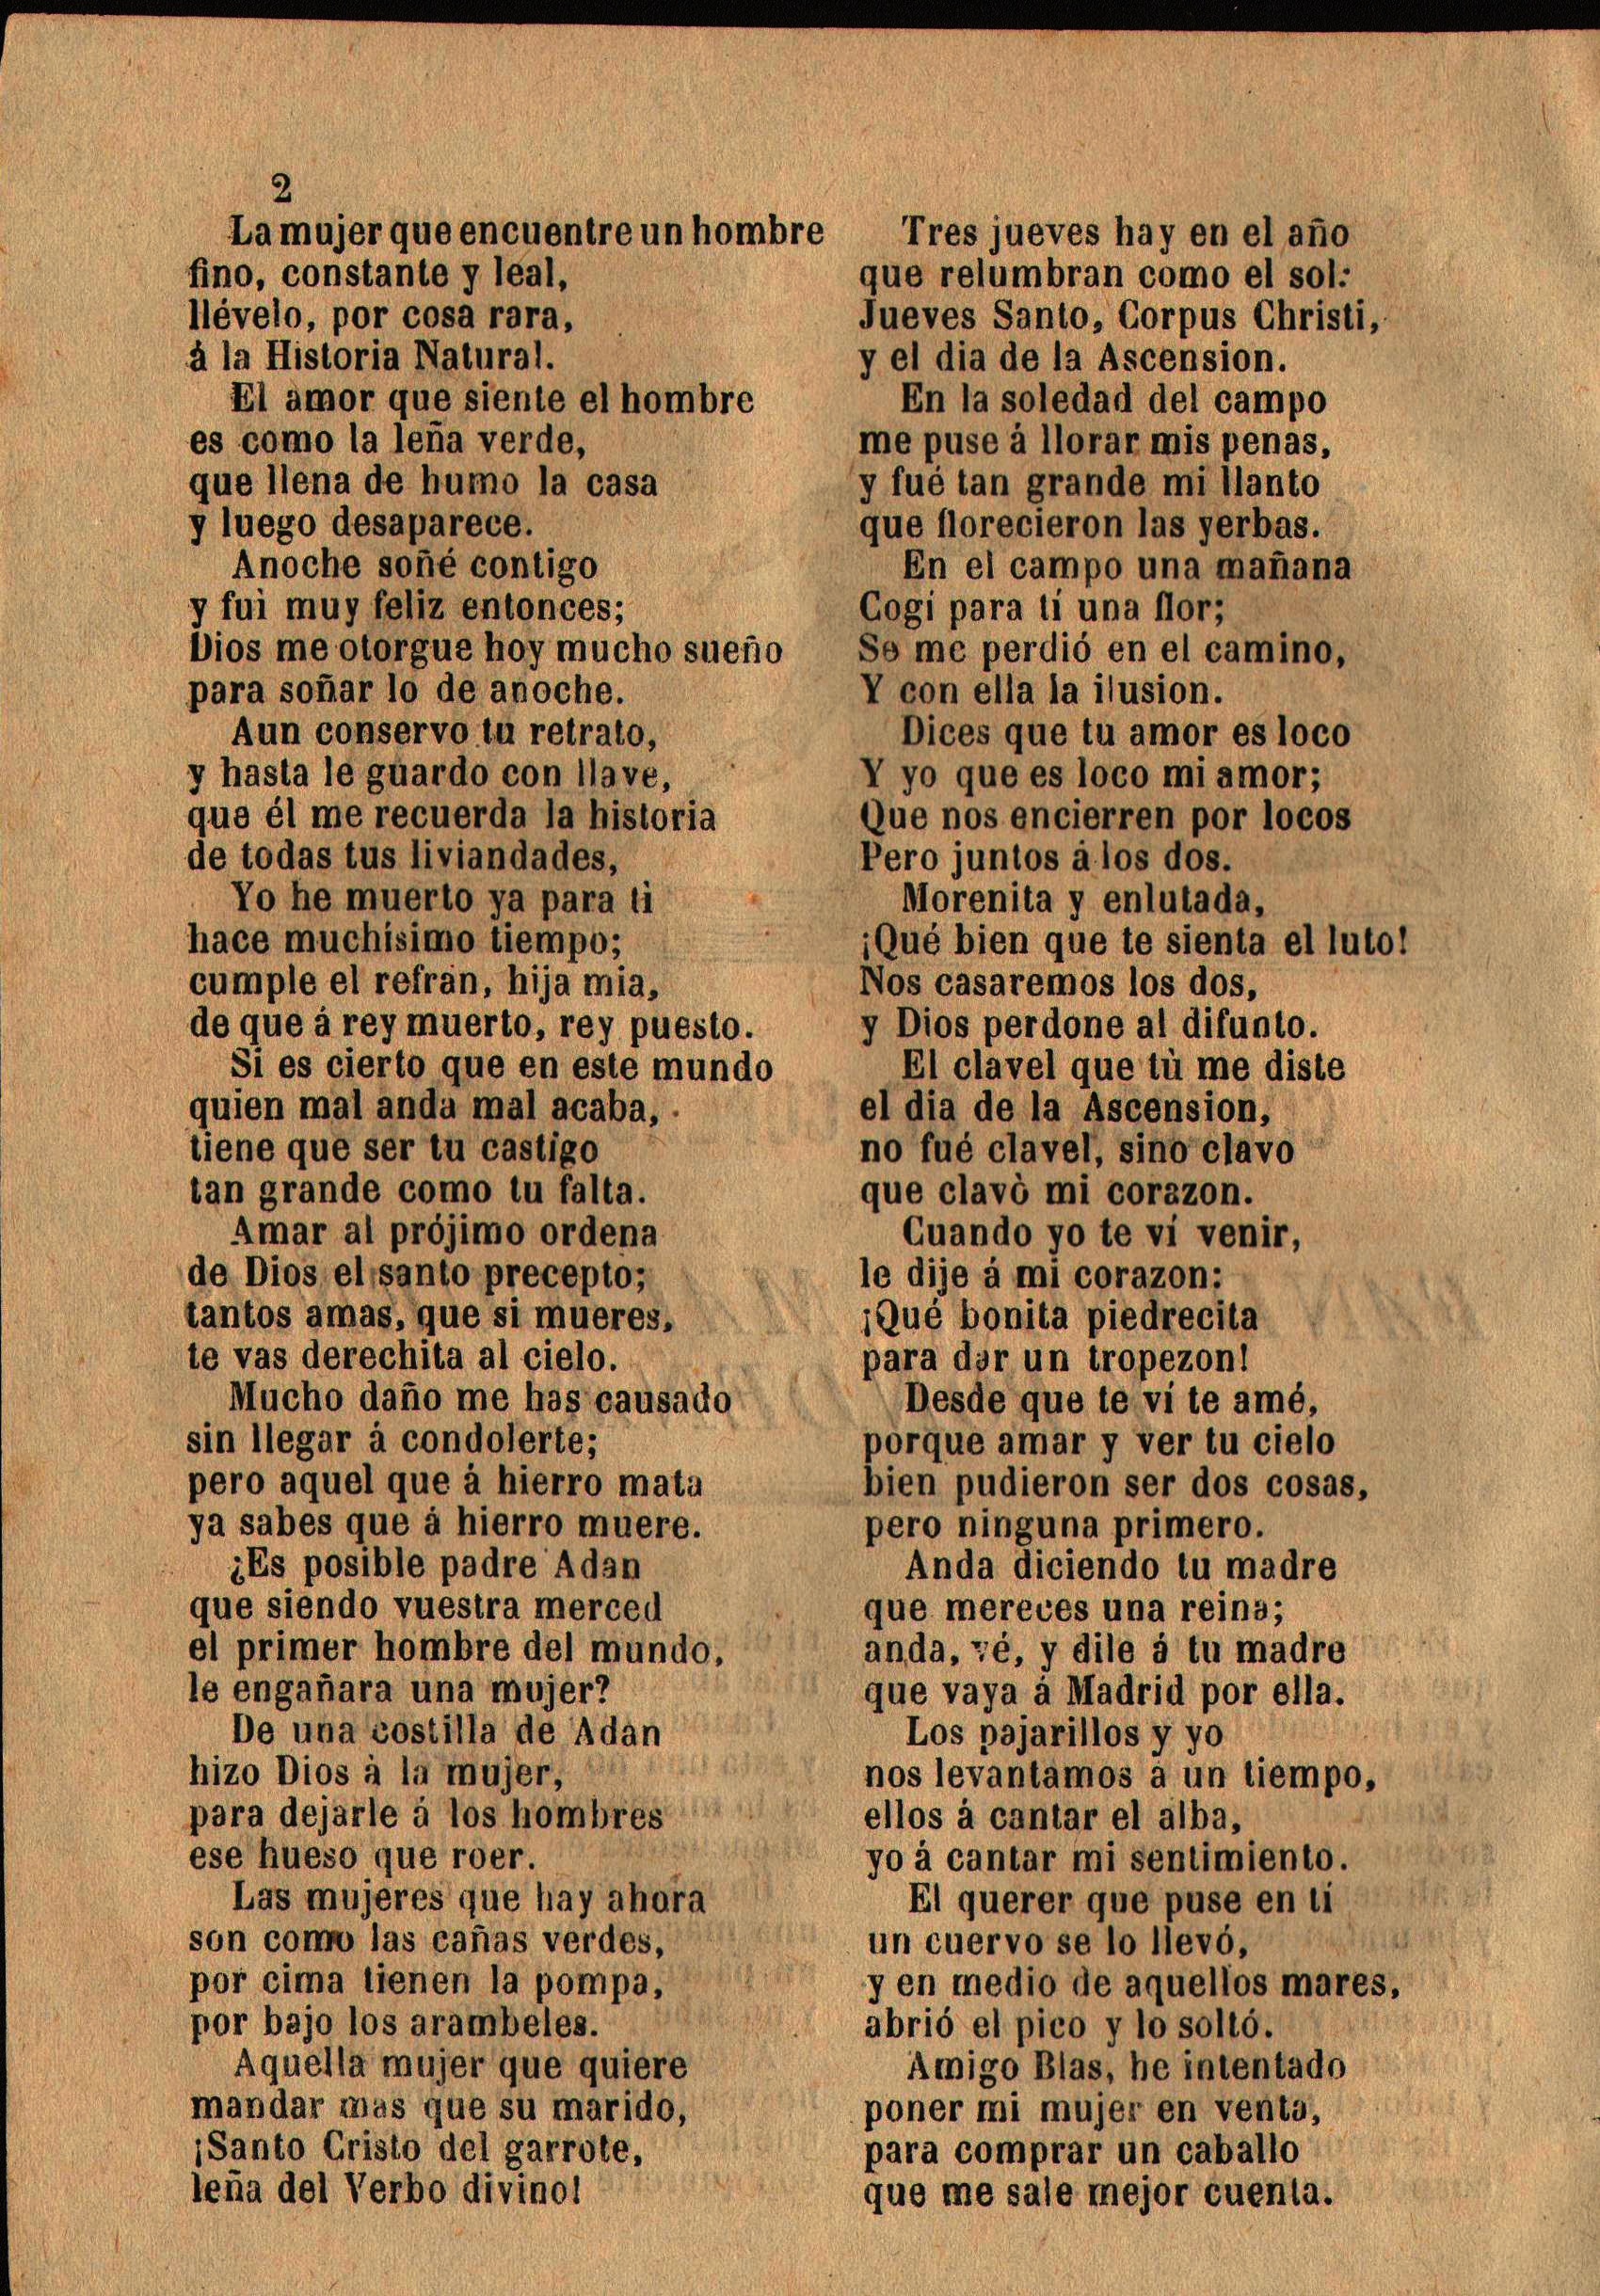 2
La mujer que encuentre un hombre
fino, constante y leal,
llévelo, por cosa rara,
à la Historia Natural.
El amor que siente el hombre
es como la leña verde,
que llena de humo la casa
y luego desaparece.
Anoche soñé contigo
y fui muy feliz entonces;
Dios me otorgue hoy mucho sueño
para soñar lo de anoche.
Aun conservo tu retrato,
y hasta le guardo con llave,
que él me recuerda la historia
de todas tus liviandades,
Yo he muerto ya para ti
hace muchísimo tiempo;
cumple el refran, hija mia,
de que à rey muerto, rey puesto.
Si es cierto que en este mundo
quien mal anda mal acaba,
tiene que ser tu castigo
tan grande como tu falta.
Amar al prójimo ordena
de Dios el santo precepto;
tantos amas, que si mueres,
te vas derechita al cielo.
Mucho daño me has causado
sin llegar à condolerte;
pero aquel que à hierro mata
ya sabes que à hierro muere.
¿Es posible padre Adan
que siendo vuestra merced
el primer hombre del mundo,
le engañara una mujer?
De una costilla de Adan
hizo Dios à la mujer,
para dejarle à los hombres
ese hueso que roer.
Las mujeres que hay ahora
son como las cañas verdes,
por cima tienen la pompa,
por bajo los arambeles.
Aquella mujer que quiere
mandar mas que su marido,
¡Santo Cristo del garrote,
leña del Verbo divino!
Tres jueves hay en el año
que relumbran como el sol:
Jueves Santo, Corpus Christi,
y el dia de la Ascension.
En la soledad del campo
me puse à llorar mis penas,
y fué tan grande mi llanto
que florecieron las yerbas.
En el campo una mañana
Cogí para tí una flor;
Se me perdió en el camino,
Y con ella la ilusion.
Dices que tu amor es loco
Y yo que es loco mi amor;
Que nos encierren por locos
Pero juntos à los dos.
Morenita y enlutada,
¡Qué bien que te sienta el luto!
Nos casaremos los dos,
y Dios perdone al difunto.
El clavel que tù me diste
el dia de la Ascension,
no fué clavel, sino clavo
que clavò mi corazon.
Cuando yo te ví venir,
le dije à mi corazon:
¡Qué bonita piedrecita
para dar un tropezon!
Desde que te ví te amé,
porque amar y ver tu cielo
bien pudieron ser dos cosas,
pero ninguna primero.
Anda diciendo tu madre
que mereces una reina;
anda, vé, y dile à tu madre
que vaya à Madrid por ella.
Los pajarillos y yo
nos levantamos à un tiempo,
ellos à cantar el alba,
yo à cantar mi sentimiento.
El querer que puse en ti
un cuervo se lo llevó,
y en medio de aquellos mares,
abrió el pico y lo soltó.
Amigo Blas, he intentado
poner mi mujer en venta,
para comprar un caballo
que me sale mejor cuenta.